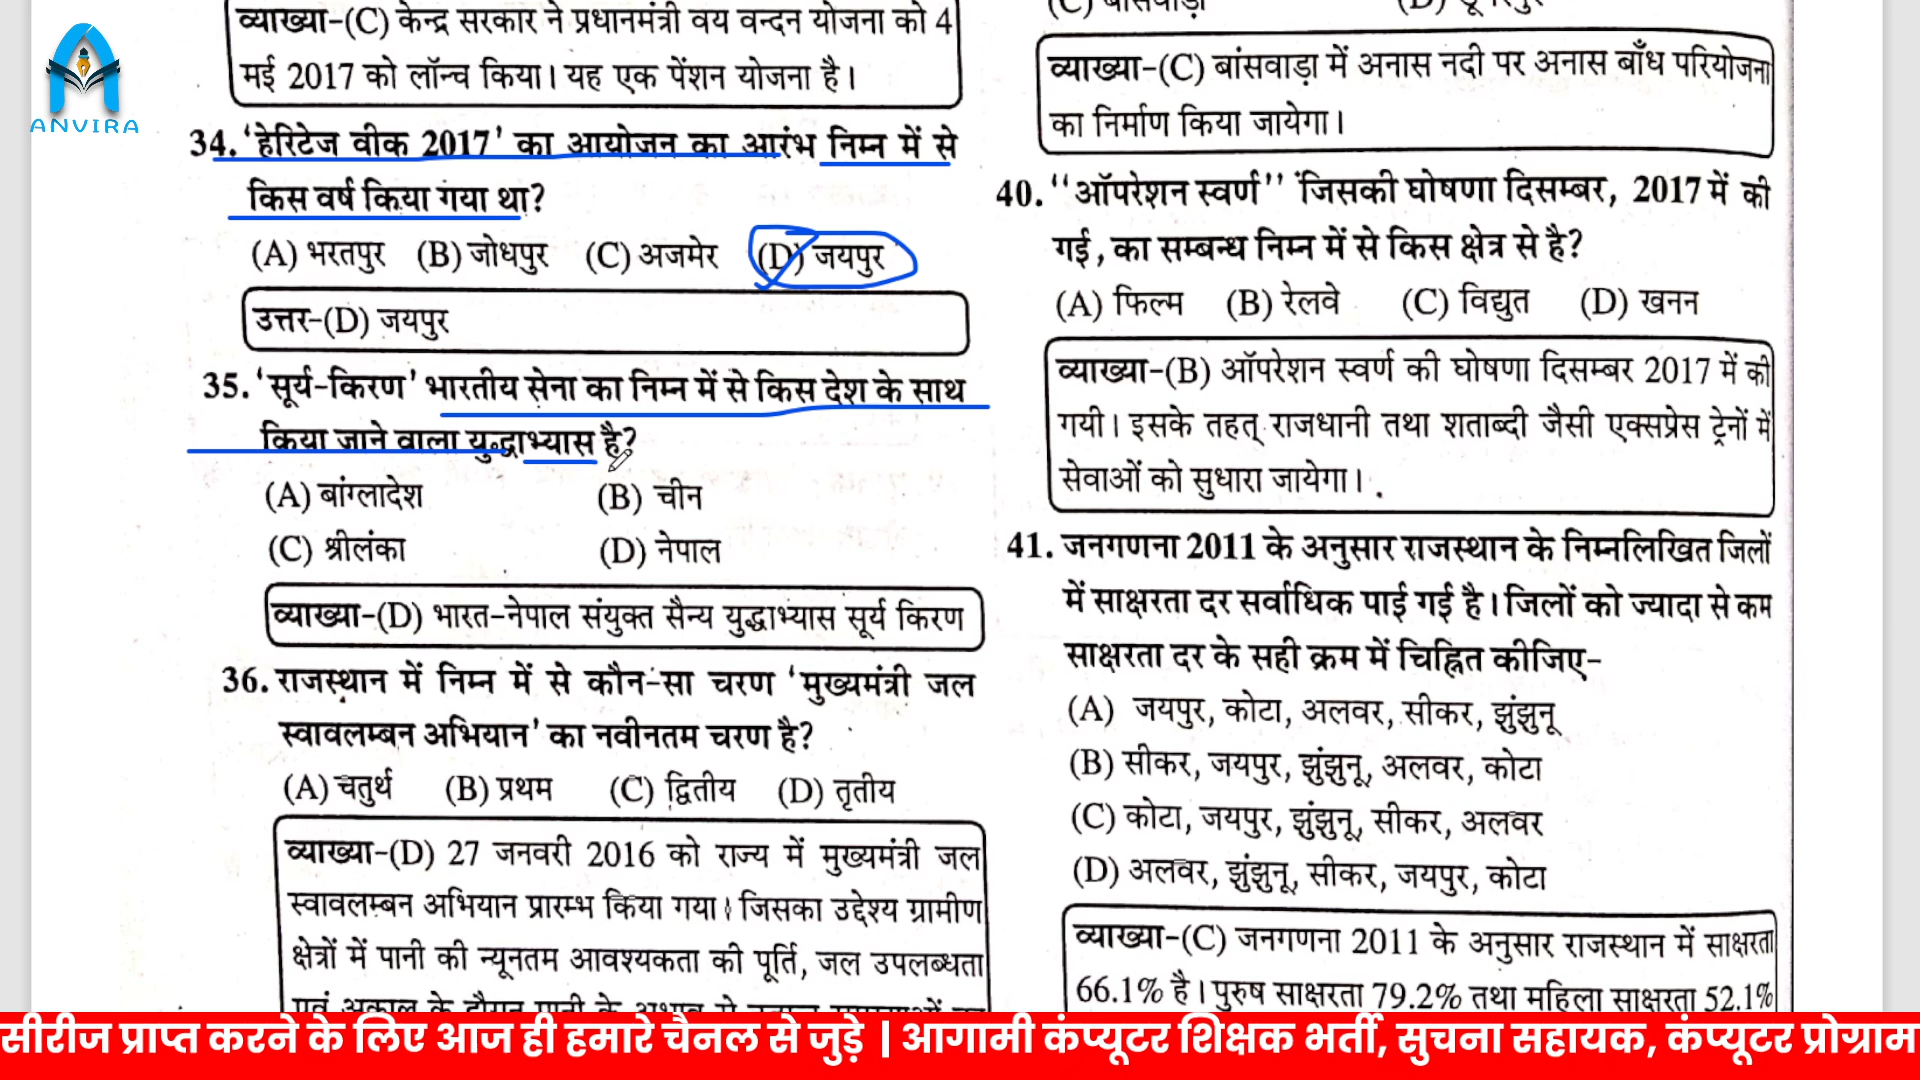 ANVIRA
व्याख्या-(C) केन्द्र सरकार ने प्रधानमंत्री वय वन्दन योजना को 4
मई 2017 को लॉन्च किया। यह एक पेंशन योजना है।
34. 'हेरिटेज वीक 2017' का आयोजन का आरंभ निम्न में से
किस वर्ष किया गया था?
(A) भरतपुर (B) जोधपुर (C) अजमेर (D) जयपुर
उत्तर-(D) जयपुर
35. 'सूर्य-किरण' भारतीय सेना का निम्न में से किस देश के साथ
किया जाने वाला युद्धाभ्यास है?
(A) बांग्लादेश (B) चीन
(C) श्रीलंका (D) नेपाल
व्याख्या-(D) भारत-नेपाल संयुक्त सैन्य युद्धाभ्यास सूर्य किरण
36. राजस्थान में निम्न में से कौन-सा चरण 'मुख्यमंत्री जल
स्वावलम्बन अभियान' का नवीनतम चरण है?
(A) चतुर्थ (B) प्रथम (C) द्वितीय (D) तृतीय
व्याख्या-(D) 27 जनवरी 2016 को राज्य में मुख्यमंत्री जल
स्वावलम्बन अभियान प्रारम्भ किया गया। जिसका उद्देश्य ग्रामीण
क्षेत्रों में पानी की न्यूनतम आवश्यकता की पूर्ति, जल उपलब्धता
व्याख्या-(C) बांसवाड़ा में अनास नदी पर अनास बाँध परियोजना
का निर्माण किया जायेगा।
40. "ऑपरेशन स्वर्ण" जिसकी घोषणा दिसम्बर, 2017 में की
गई, का सम्बन्ध निम्न में से किस क्षेत्र से है?
(A) फिल्म (B) रेलवे (C) विद्युत (D) खनन
व्याख्या-(B) ऑपरेशन स्वर्ण की घोषणा दिसम्बर 2017 में की
गयी। इसके तहत् राजधानी तथा शताब्दी जैसी एक्सप्रेस ट्रेनों में
सेवाओं को सुधारा जायेगा।
41. जनगणना 2011 के अनुसार राजस्थान के निम्नलिखित जिलों
में साक्षरता दर सर्वाधिक पाई गई है। जिलों को ज्यादा से कम
साक्षरता दर के सही क्रम में चिह्नित कीजिए-
(A) जयपुर, कोटा, अलवर, सीकर, झुंझुनू
(B) सीकर, जयपुर, झुंझुनू, अलवर, कोटा
(C) कोटा, जयपुर, झुंझुनू, सीकर, अलवर
(D) अलवर, झुंझुनू, सीकर, जयपुर, कोटा
व्याख्या-(C) जनगणना 2011 के अनुसार राजस्थान में साक्षरता
66.1% है। पुरुष साक्षरता 79.2% तथा महिला साक्षरता 52.1%
सीरीज प्राप्त करने के लिए आज ही हमारे चैनल से जुड़े | आगामी कंप्यूटर शिक्षक भर्ती, सुचना सहायक, कंप्यूटर प्रोग्राम